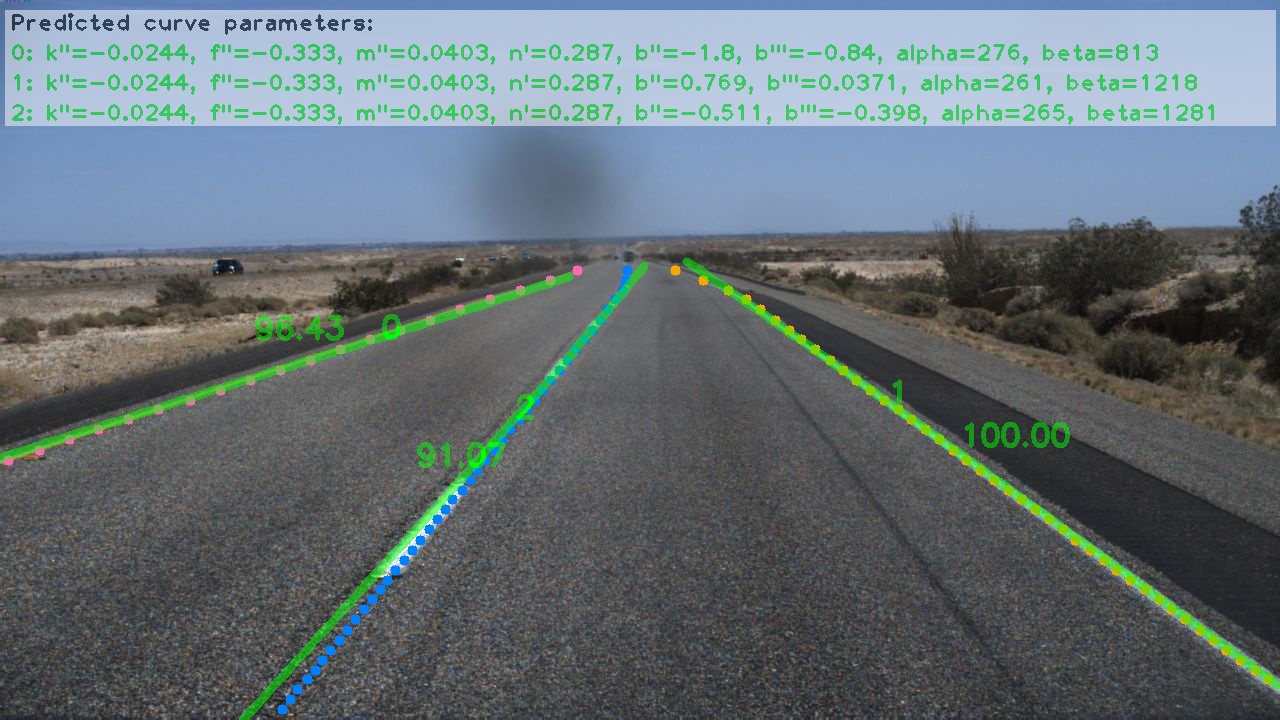 Predicted curve parameters:
0: k''=-0.0244, f''=-0.333, m''=0.0403, n'=0.287, b''=-1.8, b'''=-0.84, alpha=276, beta=813
1: k''=-0.0244, f''=-0.333, m''=0.0403, n'=0.287, b''=0.769, b'''=0.0371, alpha=261, beta=1218
2: k''=-0.0244, f''=-0.333, m''=0.0403, n'=0.287, b''=-0.511, b'''=-0.398, alpha=265, beta=1281
96.43 0
1
2
100.00
91.07